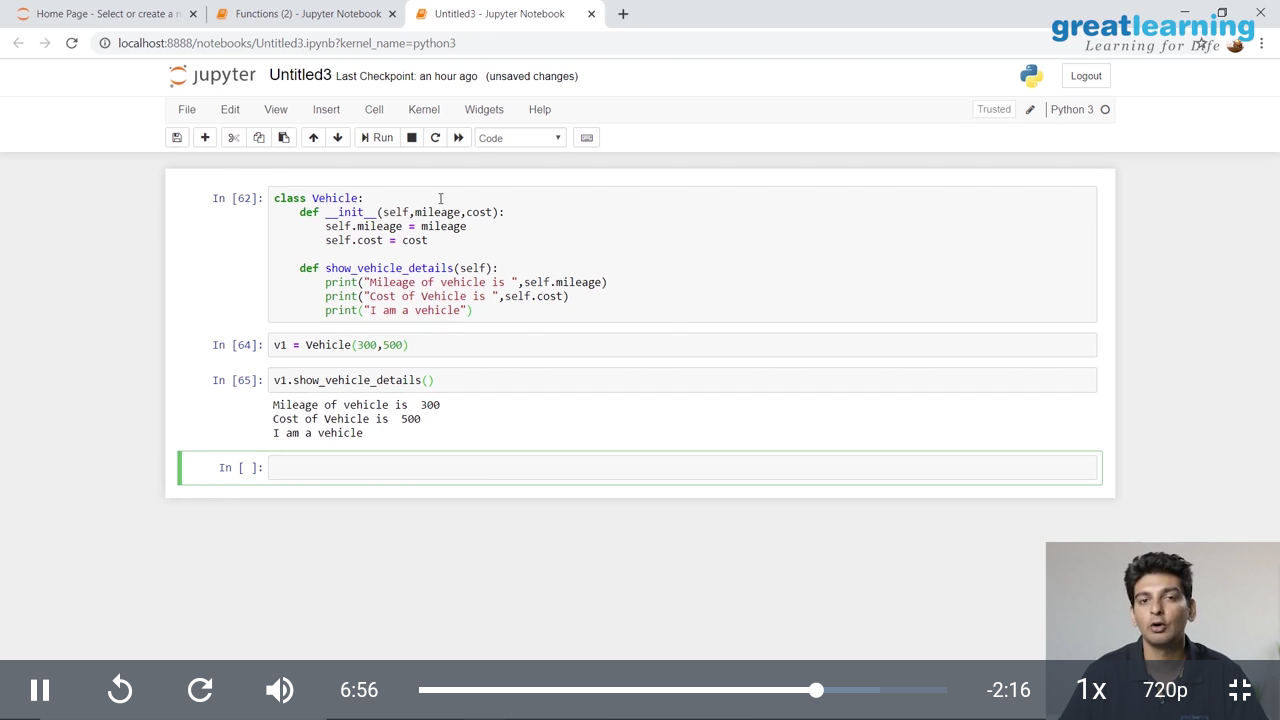 Home Page - Select or create a n
Functions (2) - Jupyter Notebook
Untitled3 - Jupyter Notebook
greatlearning
Learning for Life
localhost:8888/notebooks/Untitled3.ipynb?kernel_name=python3
jupyter Untitled3 Last Checkpoint: an hour ago (unsaved changes)
Logout
File Edit View Insert Cell Kernel Widgets Help
Trusted
Python 3
Run
Code
In [62]: class Vehicle:
    def __init__(self,mileage,cost):
        self.mileage = mileage
        self.cost = cost
    def show_vehicle_details(self):
        print("Mileage of vehicle is ",self.mileage)
        print("Cost of Vehicle is ",self.cost)
        print("I am a vehicle")
In [64]: v1 = Vehicle(300,500)
In [65]: v1.show_vehicle_details()
Mileage of vehicle is  300
Cost of Vehicle is  500
I am a vehicle
In [ ]:
6:56
-2:16
1x
720p